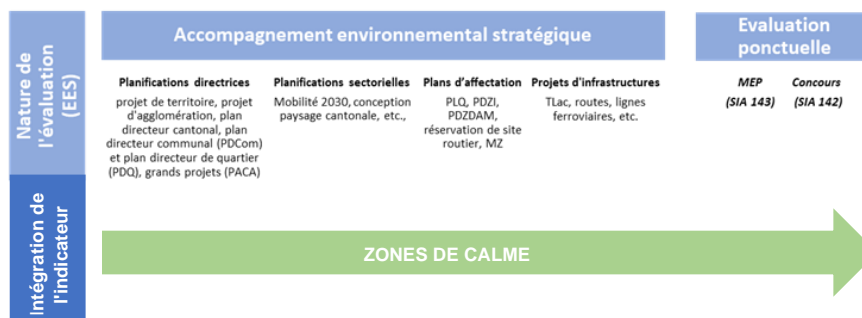 Nature de
l'évaluation
(EES)
Accompagnement environnemental stratégique
Evaluation
ponctuelle
Planifications directrices
projet de territoire, projet
d'agglomération, plan
directeur cantonal, plan
directeur communal (PDCom)
et plan directeur de quartier
(PDQ), grands projets (PACA)
Planifications sectorielles
Mobilité 2030, conception
paysage cantonale, etc.,
Plans d'affectation
PLQ, PDZI,
PDZDAM,
réservation de site
routier, MZ
Projets d'infrastructures
TLac, routes, lignes
ferroviaires, etc.
MEP
(SIA 143)
Concours
(SIA 142)
Intégration de
l'indicateur
ZONES DE CALME